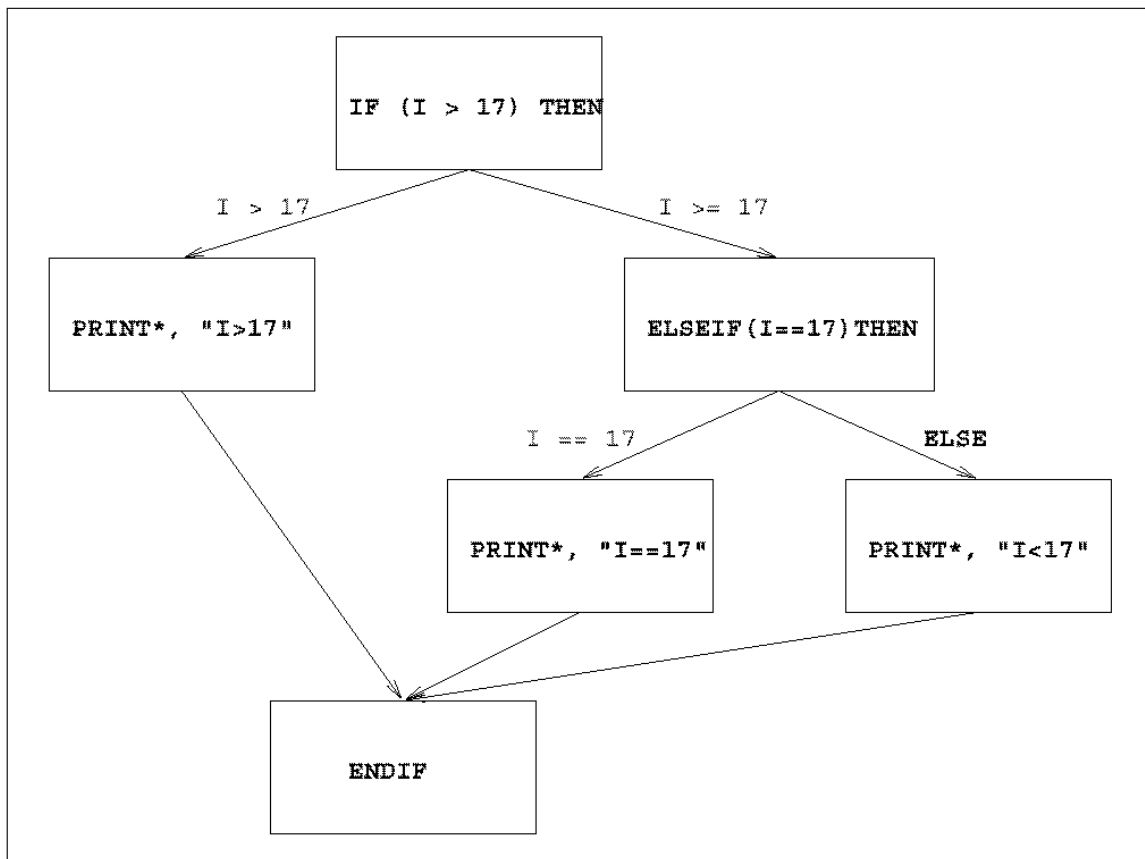 IF (I > 17) THEN
I > 17
I >= 17
PRINT*, "I>17"
ELSEIF(I==17)THEN
I == 17
ELSE
PRINT*, "I==17"
PRINT*, "I<17"
ENDIF